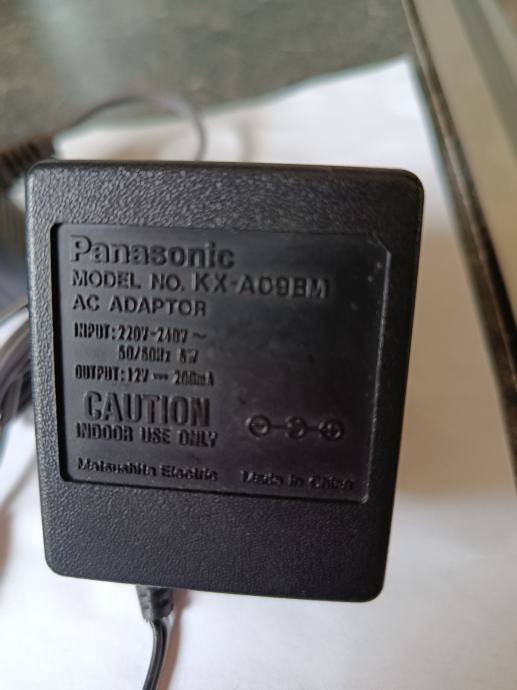 Panasonic
MODEL NO. KX-A09BM
AC ADAPTOR
INPUT:220V-240V ~
50/60Hz 6W
OUTPUT:12V ⎓ 200mA
CAUTION
INDOOR USE ONLY
Matsushita Electric Made in China